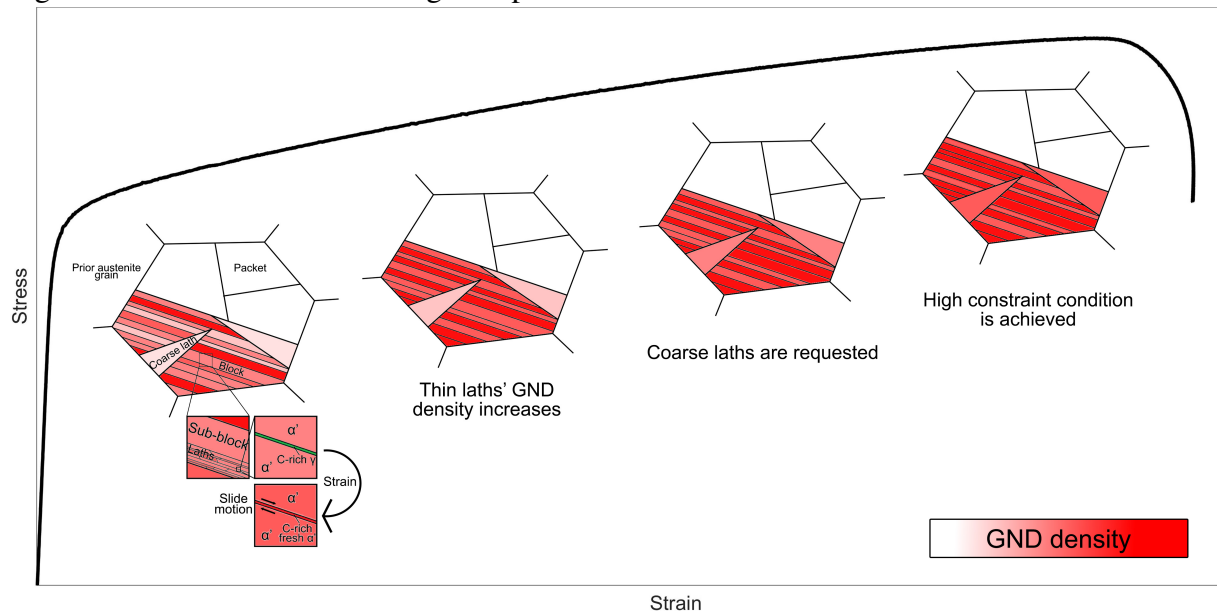 Stress
Prior austenite
grain
Packet
Coarse lath
Block
Sub-block
Laths
α'
α'
C-rich γ
Strain
Slide
motion
α'
α'
C-rich
fresh α'
Thin laths' GND
density increases
Coarse laths are requested
High constraint condition
is achieved
GND density
Strain